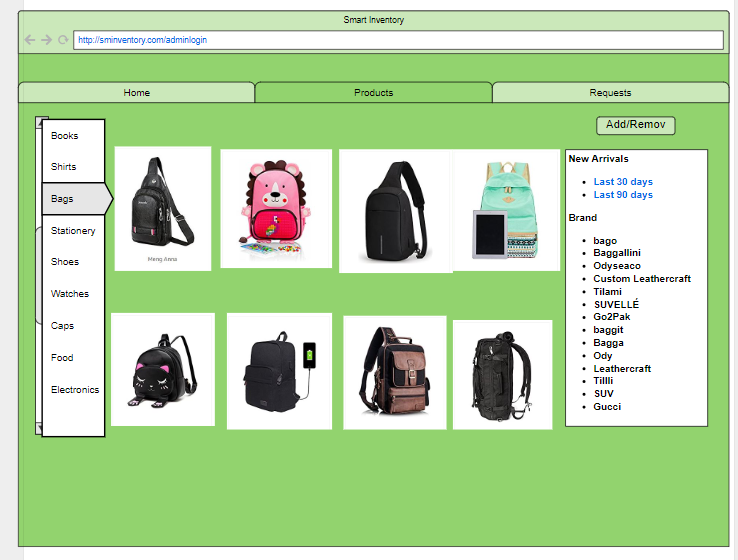 Smart Inventory
http://sminventory.com/adminlogin
Home
Products
Requests
Add/Remov
Books
Shirts
Bags
Stationery
Shoes
Watches
Caps
Food
Electronics
Meng Anna
New Arrivals
Last 30 days
Last 90 days
Brand
bago
Baggallini
Odyseaco
Custom Leathercraft
Tilami
SUVELLÉ
Go2Pak
baggit
Bagga
Ody
Leathercraft
Tillli
SUV
Gucci